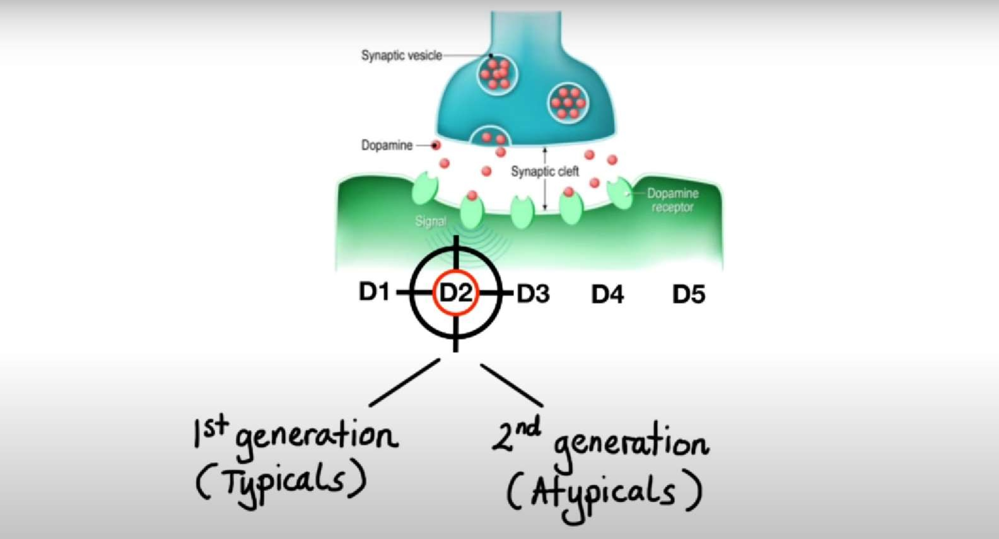 Synaptic vesicle
Dopamine
Synaptic cleft
Dopamine
receptor
Signal
D1 D2 D3 D4 D5
1st generation
(Typicals)
2nd generation
(Atypicals)